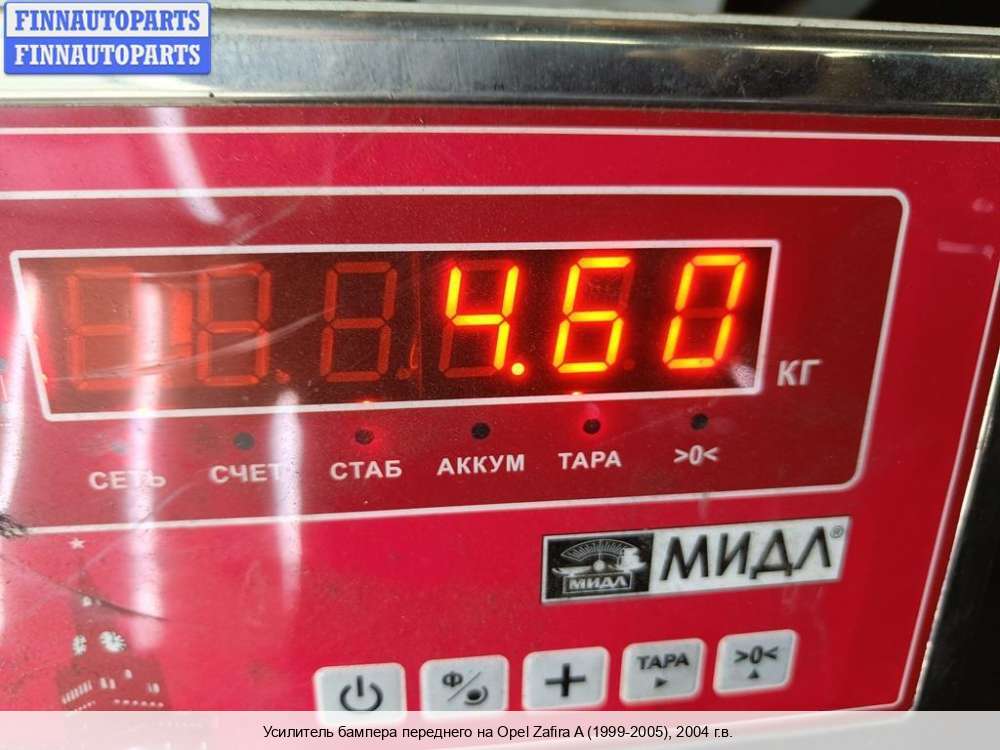 FINNAUTOPARTS
FINNAUTOPARTS
4.60
КГ
СЕТЬ СЧЕТ СТАБ АККУМ ТАРА >0<
МИДЛ
МИДЛ®
Ф ТАРА >0<
Усилитель бампера переднего на Opel Zafira A (1999-2005), 2004 г.в.